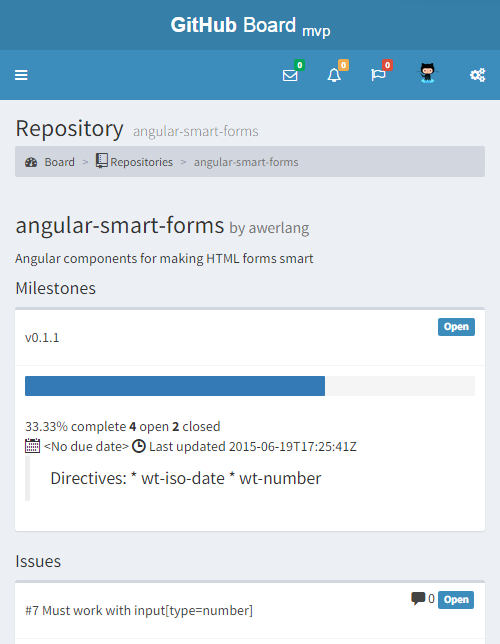 GitHub Board mvp
0 0 0
Repository angular-smart-forms
Board > Repositories > angular-smart-forms
angular-smart-forms by awerlang
Angular components for making HTML forms smart
Milestones
Open
v0.1.1
33.33% complete 4 open 2 closed
<No due date> Last updated 2015-06-19T17:25:41Z
Directives: * wt-iso-date * wt-number
Issues
0 Open
#7 Must work with input[type=number]